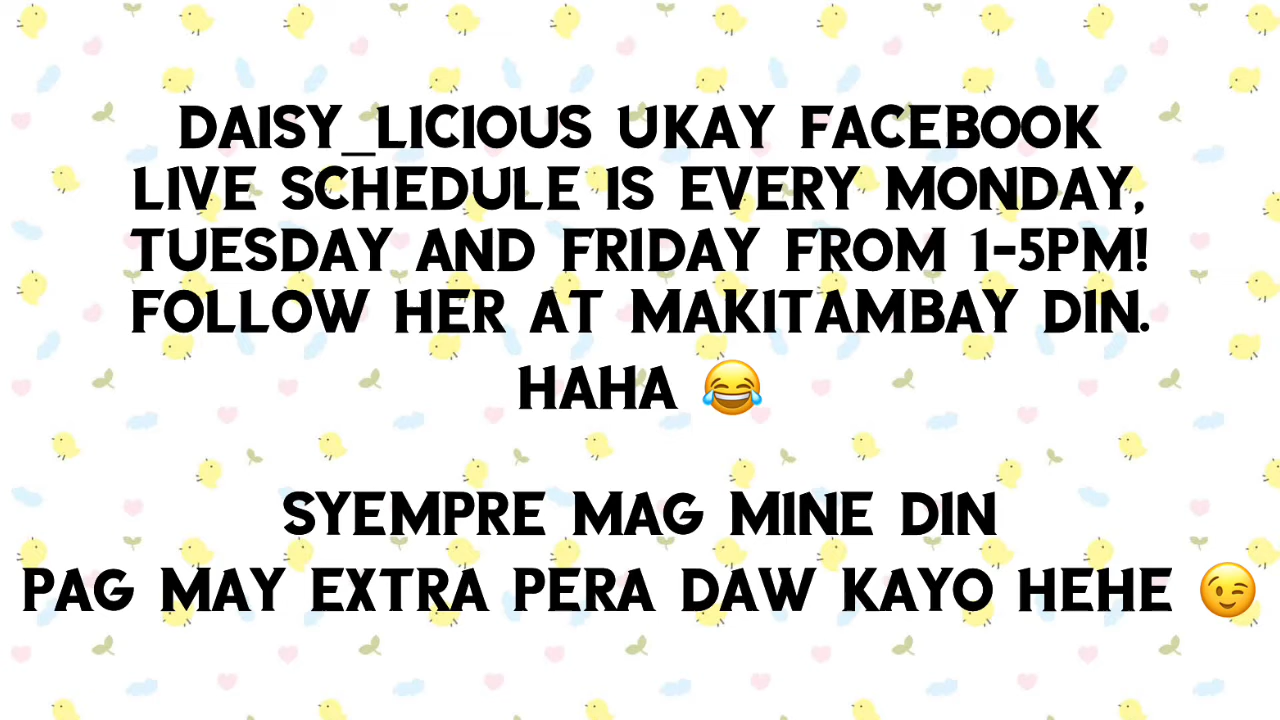 DAISY_LICIOUS UKAY FACEBOOK
LIVE SCHEDULE IS EVERY MONDAY,
TUESDAY AND FRIDAY FROM 1-5PM!
FOLLOW HER AT MAKITAMBAY DIN.
HAHA 😂
SYEMPRE MAG MINE DIN
PAG MAY EXTRA PERA DAW KAYO HEHE 😉